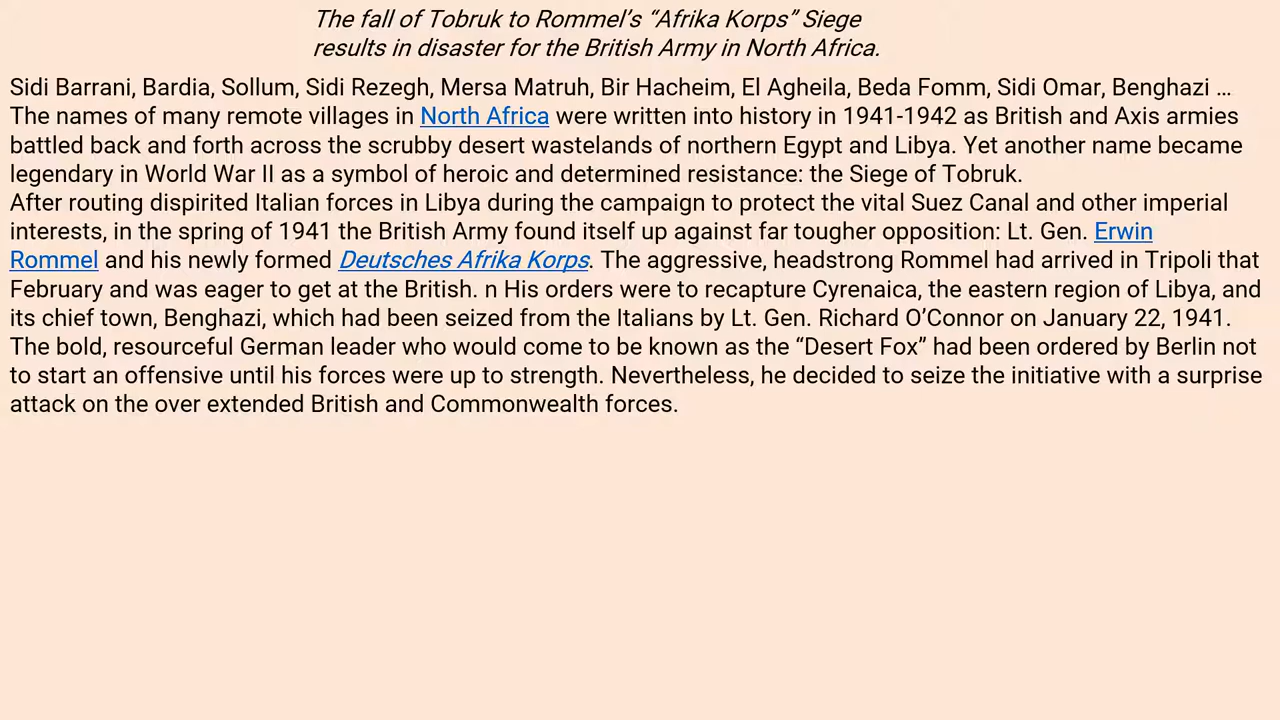 The fall of Tobruk to Rommel’s “Afrika Korps” Siege
results in disaster for the British Army in North Africa.
Sidi Barrani, Bardia, Sollum, Sidi Rezegh, Mersa Matruh, Bir Hacheim, El Agheila, Beda Fomm, Sidi Omar, Benghazi …
The names of many remote villages in North Africa were written into history in 1941-1942 as British and Axis armies
battled back and forth across the scrubby desert wastelands of northern Egypt and Libya. Yet another name became
legendary in World War II as a symbol of heroic and determined resistance: the Siege of Tobruk.
After routing dispirited Italian forces in Libya during the campaign to protect the vital Suez Canal and other imperial
interests, in the spring of 1941 the British Army found itself up against far tougher opposition: Lt. Gen. Erwin
Rommel and his newly formed Deutsches Afrika Korps. The aggressive, headstrong Rommel had arrived in Tripoli that
February and was eager to get at the British. n His orders were to recapture Cyrenaica, the eastern region of Libya, and
its chief town, Benghazi, which had been seized from the Italians by Lt. Gen. Richard O’Connor on January 22, 1941.
The bold, resourceful German leader who would come to be known as the “Desert Fox” had been ordered by Berlin not
to start an offensive until his forces were up to strength. Nevertheless, he decided to seize the initiative with a surprise
attack on the over extended British and Commonwealth forces.